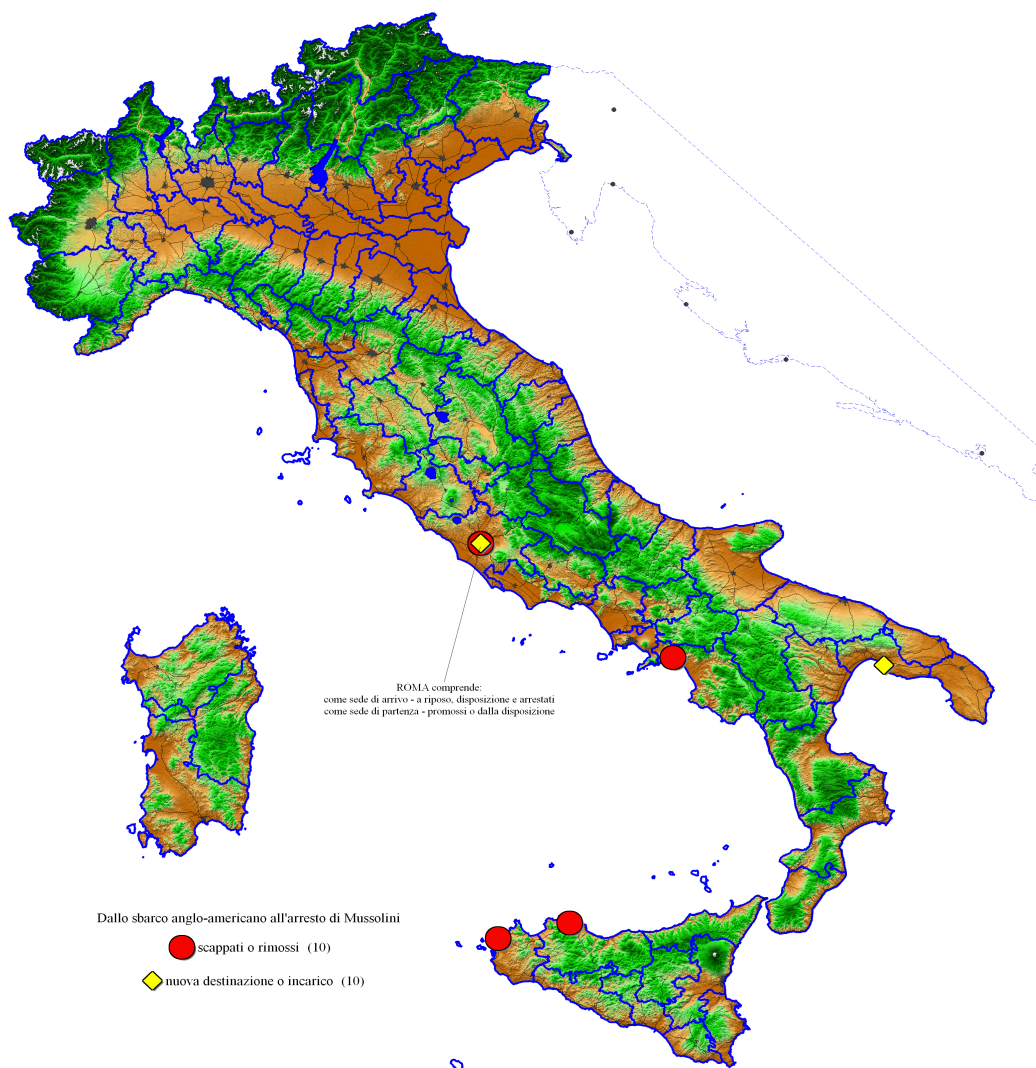 ROMA comprende:
come sede di arrivo - a riposo, disposizione e arrestati
come sede di partenza - promossi o dalla disposizione
Dallo sbarco anglo-americano all'arresto di Mussolini
scappati o rimossi (10)
nuova destinazione o incarico (10)